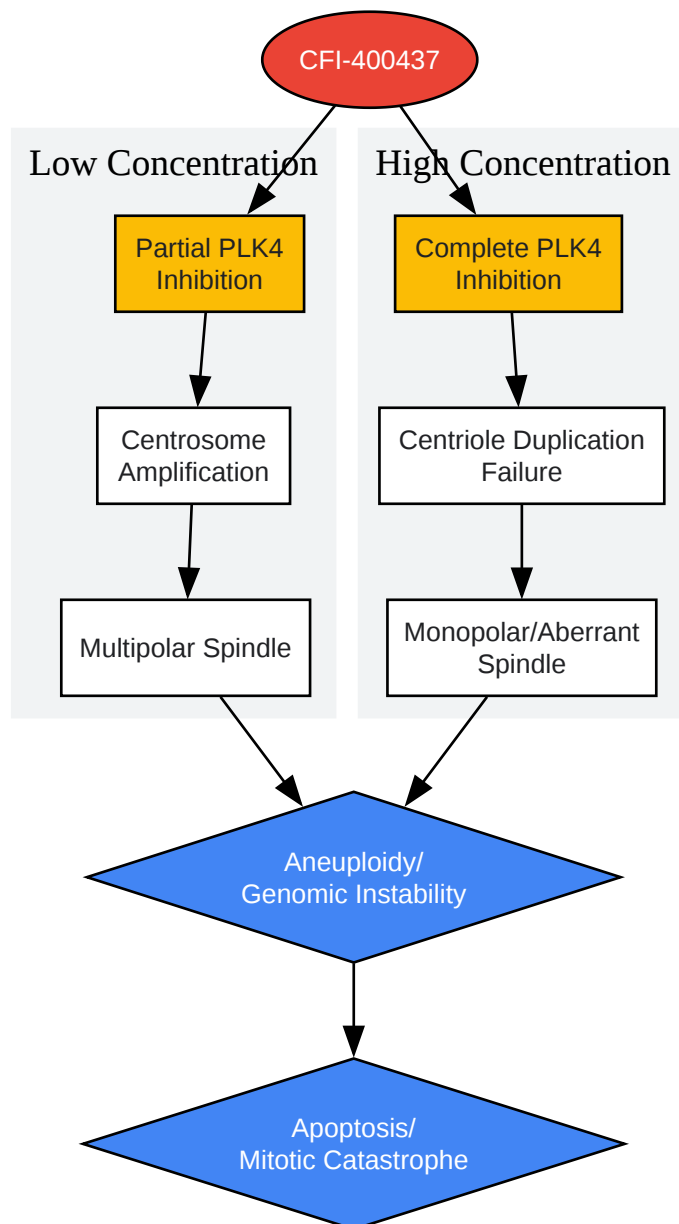 CFI-400437
Low Concentration
High Concentration
Partial PLK4
Inhibition
Complete PLK4
Inhibition
Centrosome
Amplification
Centriole Duplication
Failure
Multipolar Spindle
Monopolar/Aberrant
Spindle
Aneuploidy/
Genomic Instability
Apoptosis/
Mitotic Catastrophe